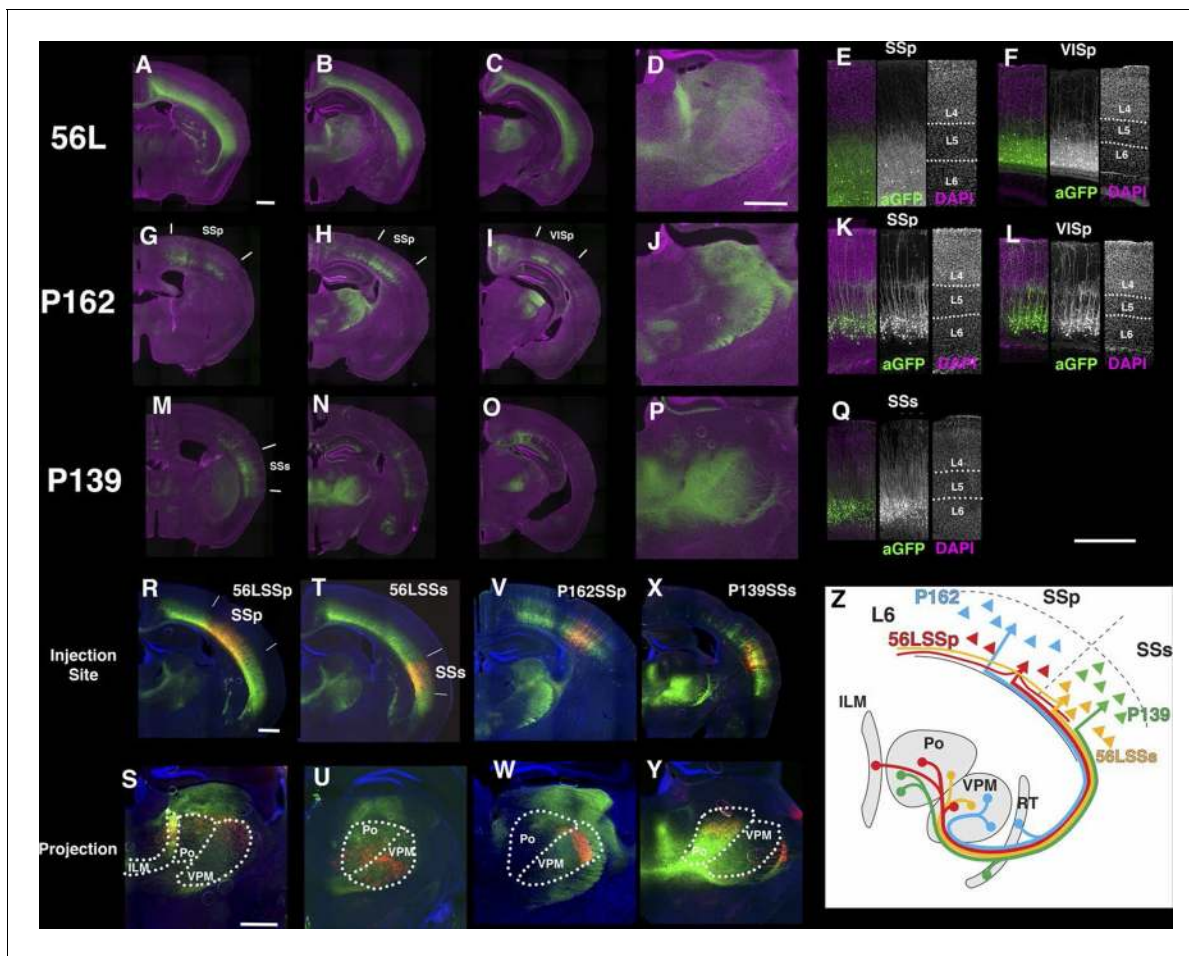 A B C D E SSp F VISp
56L
L4
L5
L6
aGFP DAPI
L4
L5
L6
aGFP DAPI
G SSp H SSp I VISp J K SSp L VISp
P162
L4
L5
L6
aGFP DAPI
L4
L5
L6
aGFP DAPI
M SSs N O P Q SSs
P139
L4
L5
L6
aGFP DAPI
R 56LSSp
SSp
T 56LSSs
SSs
V P162SSp
X P139SSs
Injection
Site
S
ILM
Po
VPM
U
Po
VPM
W
Po
VPM
Y
Po
VPM
Projection
Z
P162 SSp
L6
56LSSp
SSs
ILM
P139
Po
56LSSs
VPM
RT